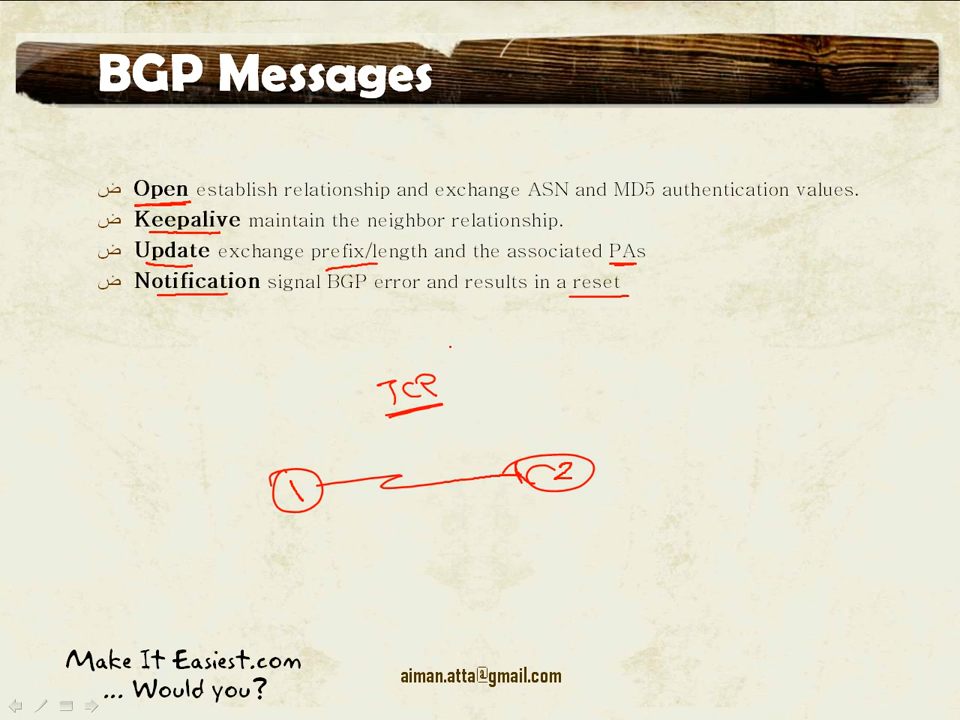 BGP Messages
ض Open establish relationship and exchange ASN and MD5 authentication values.
ض Keepalive maintain the neighbor relationship.
ض Update exchange prefix/length and the associated PAs
ض Notification signal BGP error and results in a reset
TCP
1
r2
Make It Easiest.com
... Would you?
aiman.atta@gmail.com